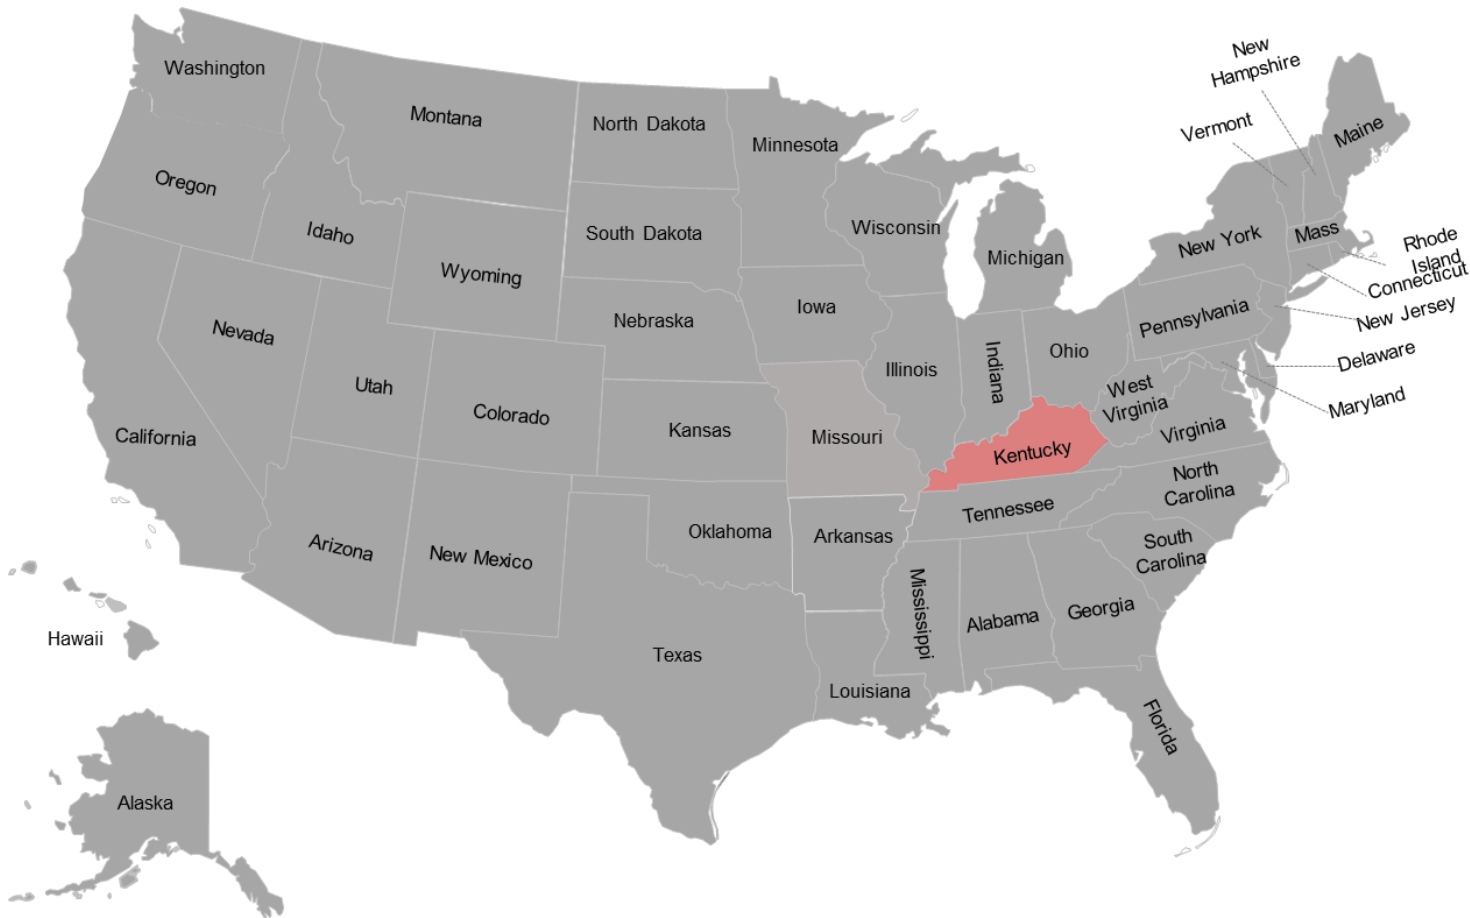 New
Hampshire
Washington
Montana
North Dakota
Minnesota
Vermont
Maine
Oregon
Idaho
South Dakota
Wisconsin
Michigan
New York
Mass
Rhode
Island
Connecticut
Wyoming
Nebraska
Iowa
Pennsylvania
New Jersey
Nevada
Utah
Colorado
Illinois
Indiana
Ohio
West
Virginia
Delaware
Maryland
California
Kansas
Missouri
Kentucky
Virginia
North
Carolina
Tennessee
Arizona
New Mexico
Oklahoma
Arkansas
South
Carolina
Mississippi
Alabama
Georgia
Hawaii
Texas
Louisiana
Florida
Alaska